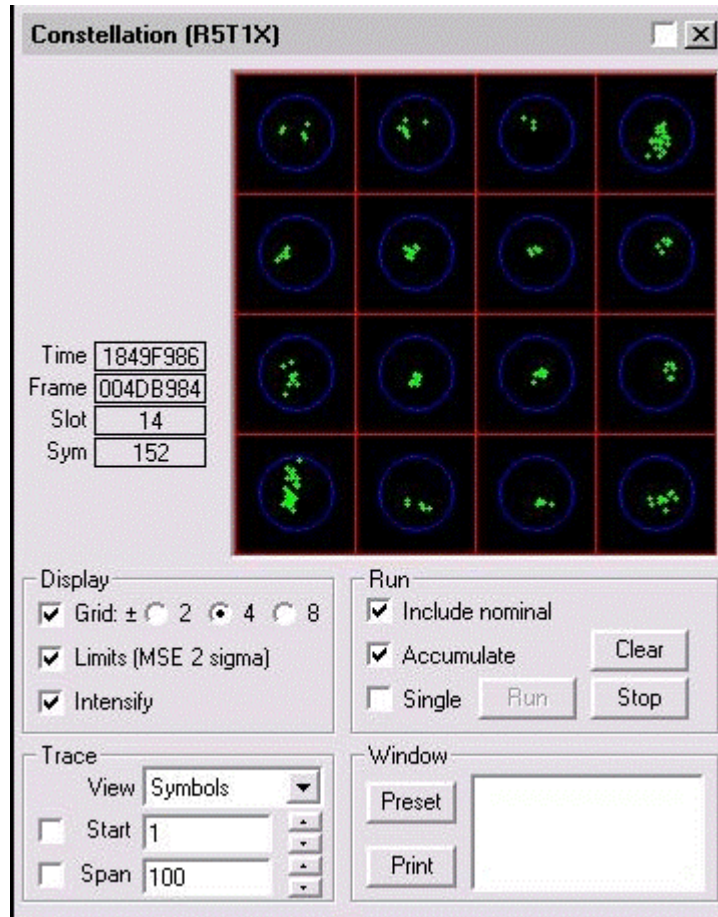 Constellation (R5T1X)
Time 1849F986
Frame 004DB984
Slot 14
Sym 152
Display
Grid: ± 2 4 8
Limits (MSE 2 sigma)
Intensify
Run
Include nominal
Accumulate Clear
Single Run Stop
Trace
View Symbols
Start 1
Span 100
Window
Preset
Print